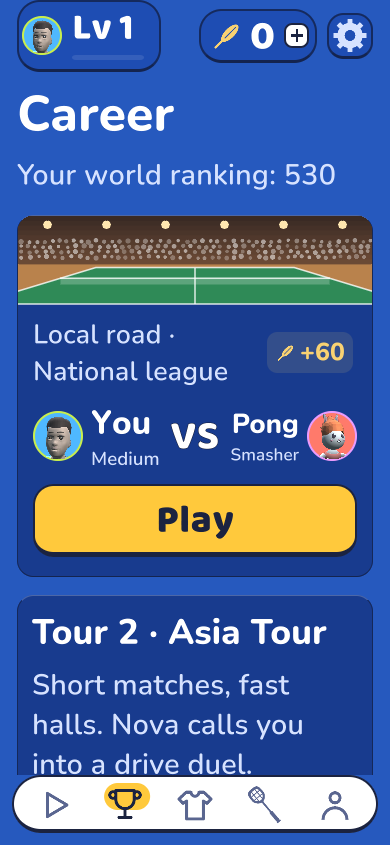 Lv 1
0
Career
Your world ranking: 530
Local road ·
National league
+60
You
Medium
VS
Pong
Smasher
Play
Tour 2 · Asia Tour
Short matches, fast
halls. Nova calls you
into a drive duel.